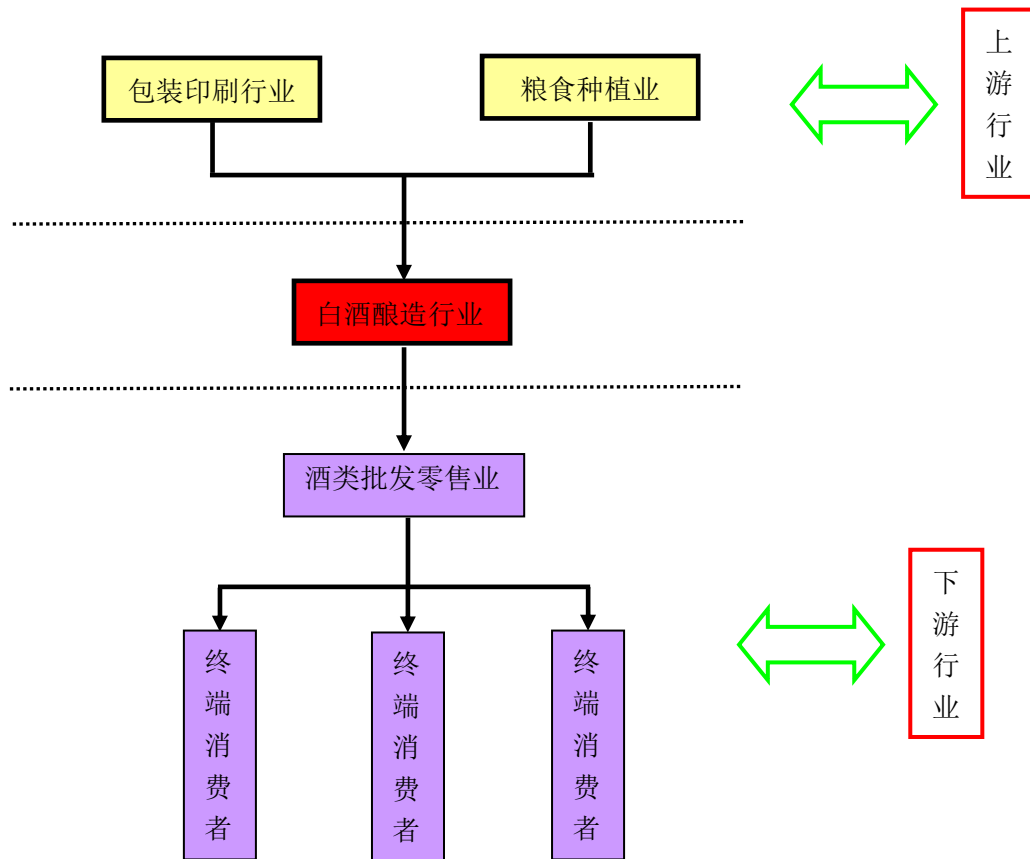 包装印刷行业
粮食种植业
上游行业
白酒酿造行业
酒类批发零售业
下游行业
终端消费者
终端消费者
终端消费者